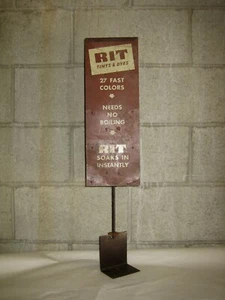 RIT
TINTS & DYES
27 FAST
COLORS
NEEDS
NO
BOILING
RIT
SOAKS IN
INSTANTLY